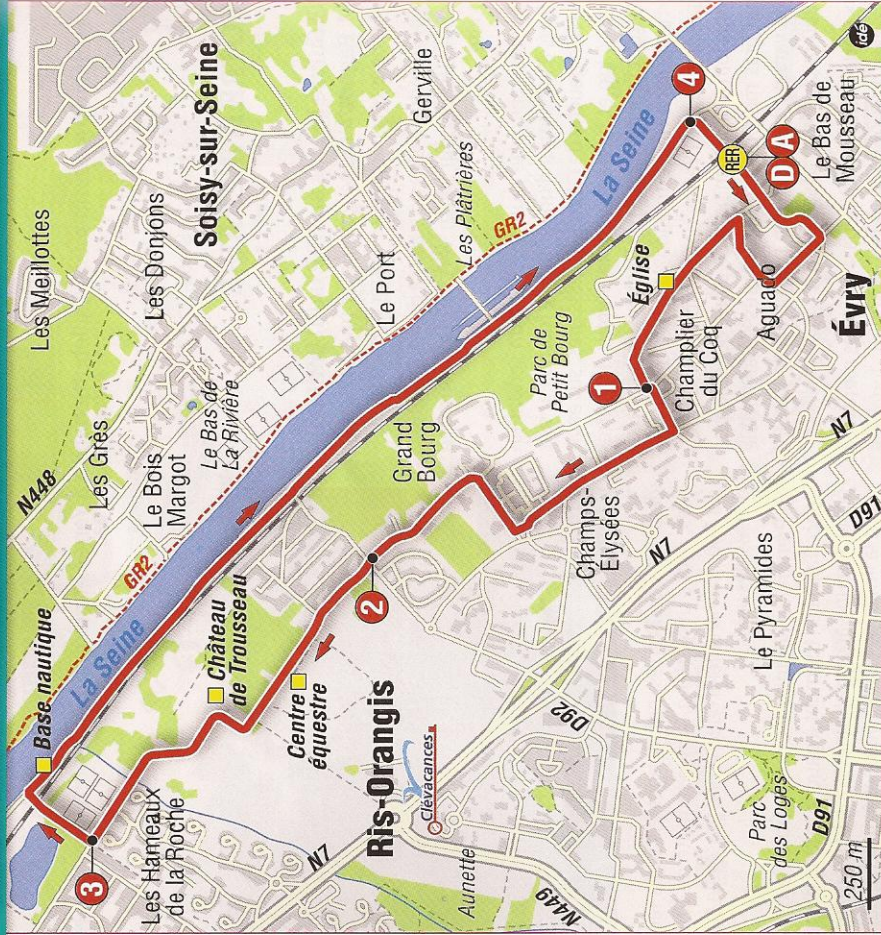 Les Meillottes
Les Donjons
Soisy-sur-Seine
Gerville
N448
Les Grès
Le Bois
Margot
Le Bas de
La Rivière
Le Port
Les Plâtrières
GR2
GR2
La Seine
La Seine
Base nautique
Château
de Trousseau
Centre
équestre
Grand
Bourg
Parc de
Petit Bourg
Église
4
RER
D A
Le Bas de
Mousseau
Aguado
Évry
Champlier
du Coq
1
2
3
Champs-
Élysées
Les Hameaux
de la Roche
N7
Ris-Orangis
Clévacances
Aunette
N449
D92
N7
N7
Le Pyramides
D91
D91
Parc
des Loges
250 m
idé